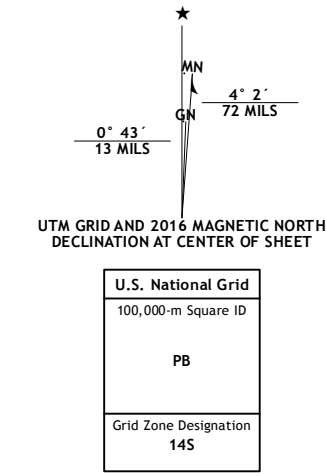 ★
MN
4° 2´
72 MILS
GN
0° 43´
13 MILS
UTM GRID AND 2016 MAGNETIC NORTH
DECLINATION AT CENTER OF SHEET
U.S. National Grid
100,000-m Square ID
PB
Grid Zone Designation
14S